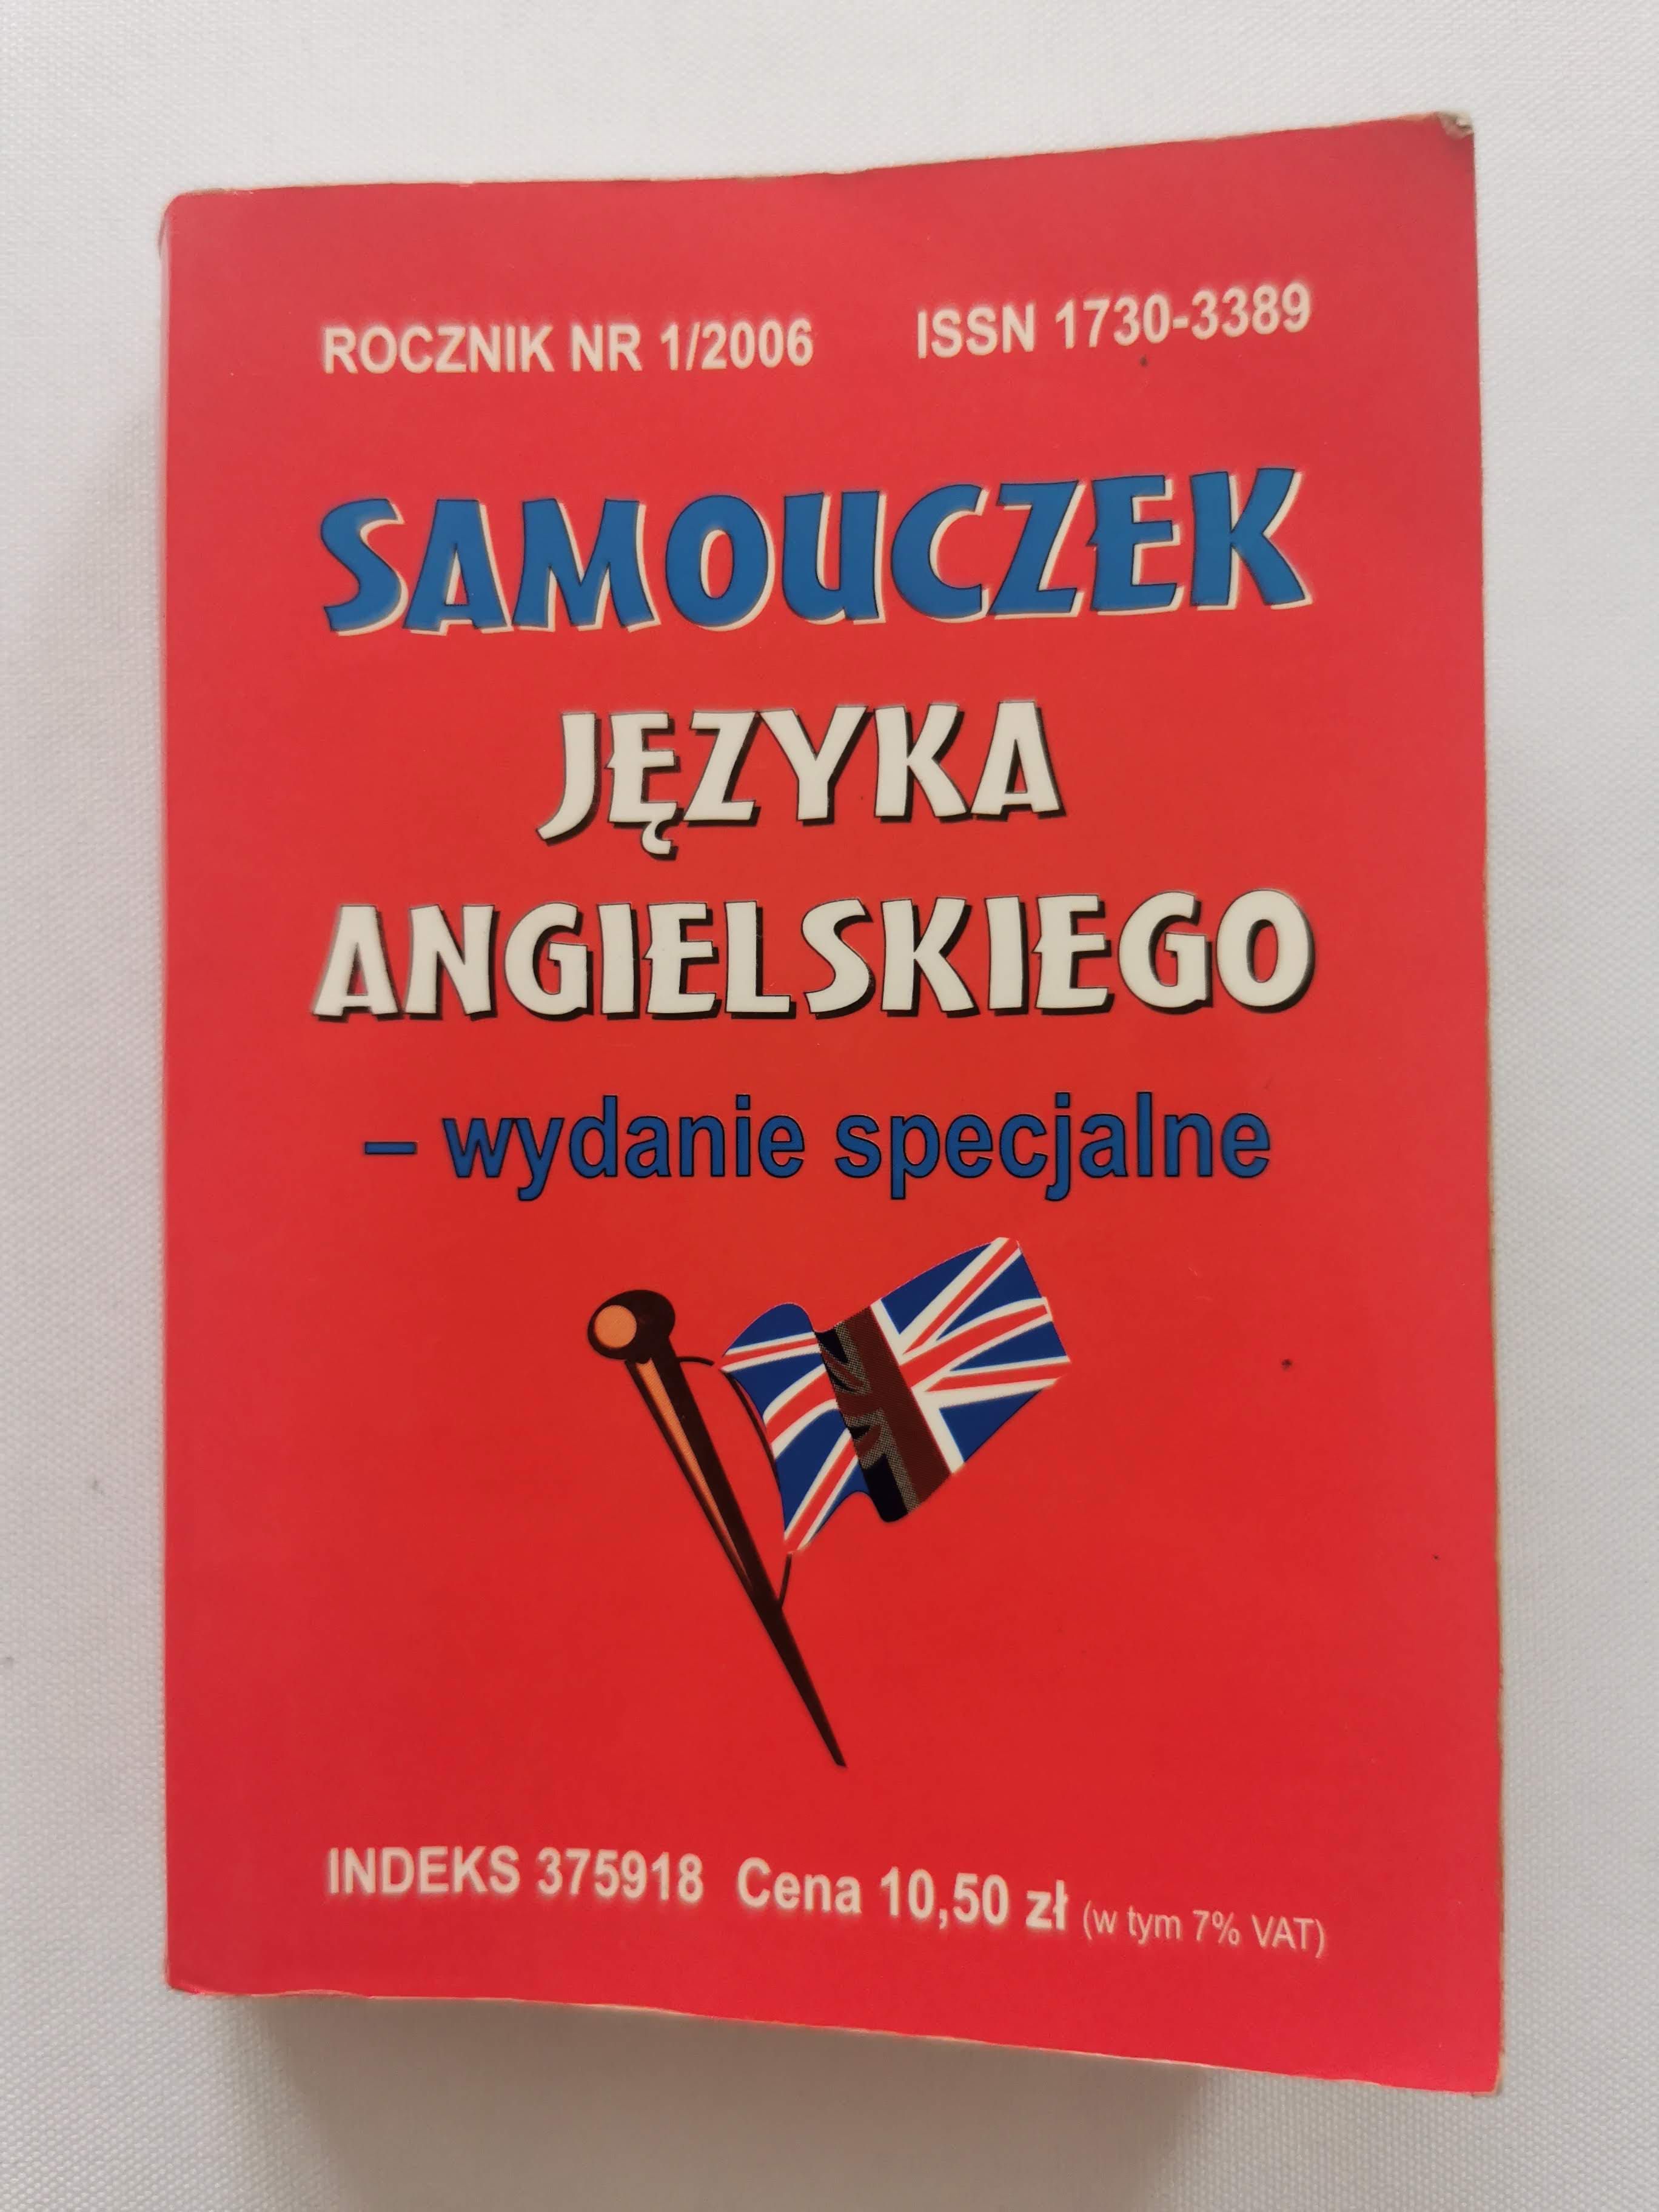 ROCZNIK NR 1/2006 ISSN 1730-3389
SAMOUCZEK
JĘZYKA
ANGIELSKIEGO
– wydanie specjalne
INDEKS 375918 Cena 10,50 zł (w tym 7% VAT)